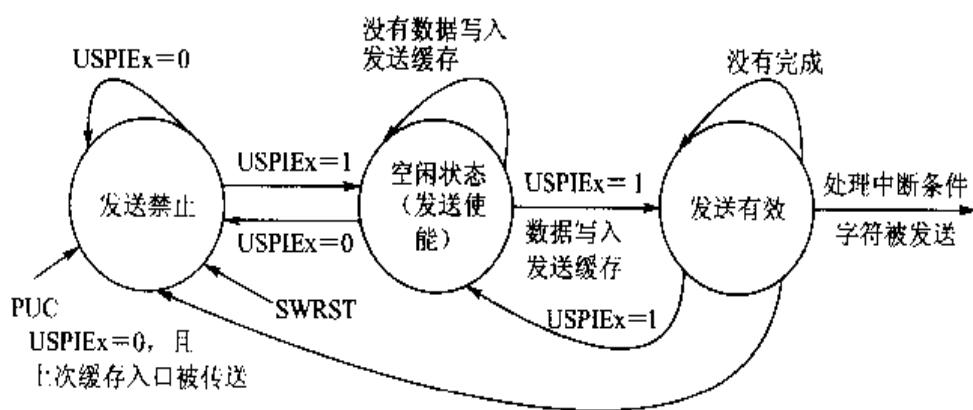 USPIEx=0
没有数据写入
发送缓存
没有完成
发送禁止
USPIEx=1
USPIEx=0
空闲状态
（发送使
能）
USPIEx=1
数据写入
发送缓存
发送有效
处理中断条件
字符被发送
PUC
SWRST
USPIEx=1
USPIEx=0，且
上次缓存入口被传送